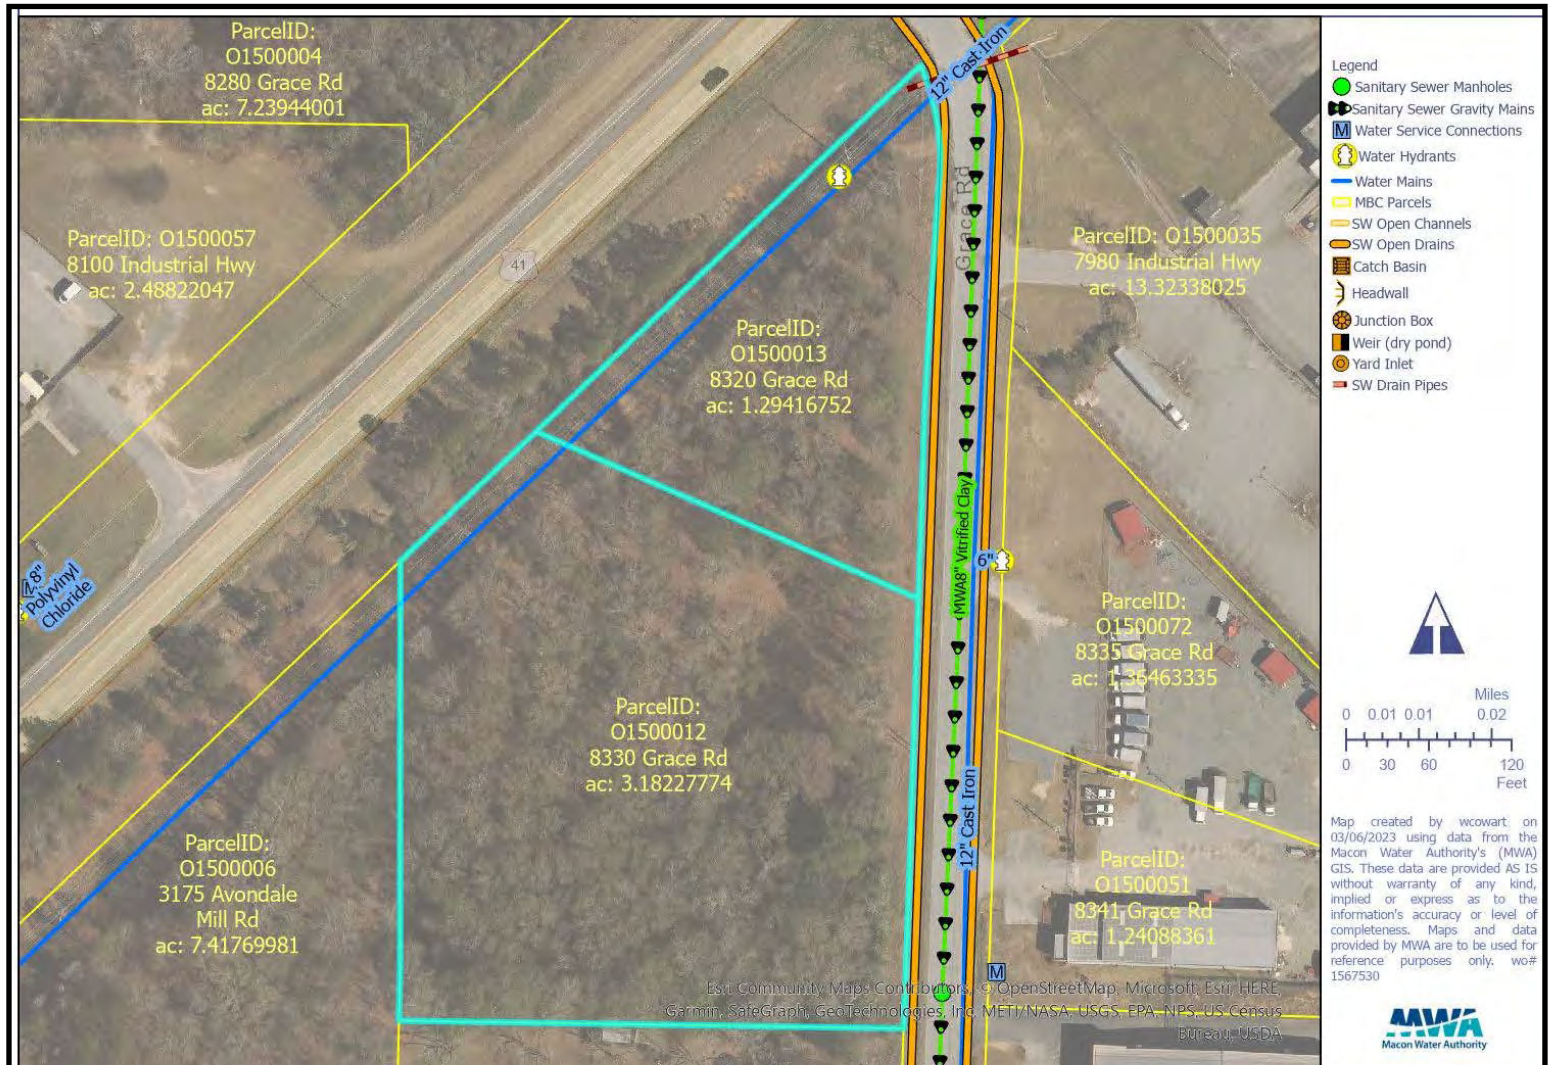 ParcelID:
O1500004
8280 Grace Rd
ac: 7.23944001
12" Cast Iron
ParcelID: O1500057
8100 Industrial Hwy
ac: 2.48822047
41
Grace Rd
ParcelID: O1500035
7980 Industrial Hwy
ac: 13.32338025
ParcelID:
O1500013
8320 Grace Rd
ac: 1.29416752
MWA8" Vitrified Clay
6"
M
8"
Polyvinyl
Chloride
ParcelID:
O1500072
8335 Grace Rd
ac: 1.36463335
ParcelID:
O1500012
8330 Grace Rd
ac: 3.18227774
12" Cast Iron
ParcelID:
O1500006
3175 Avondale
Mill Rd
ac: 7.41769981
ParcelID:
O1500051
8341 Grace Rd
ac: 1.24088361
M
Esri Community Maps Contributors, © OpenStreetMap, Microsoft, Esri, HERE,
Garmin, SafeGraph, GeoTechnologies, Inc, METI/NASA, USGS, EPA, NPS, US Census
Bureau, USDA
Legend
Sanitary Sewer Manholes
Sanitary Sewer Gravity Mains
M Water Service Connections
Water Hydrants
Water Mains
MBC Parcels
SW Open Channels
SW Open Drains
Catch Basin
Headwall
Junction Box
Weir (dry pond)
Yard Inlet
SW Drain Pipes
Miles
0 0.01 0.01 0.02
0 30 60 120
Feet
Map created by wcowart on
03/06/2023 using data from the
Macon Water Authority's (MWA)
GIS. These data are provided AS IS
without warranty of any kind,
implied or express as to the
information's accuracy or level of
completeness. Maps and data
provided by MWA are to be used for
reference purposes only. wo#
1567530
MWA
Macon Water Authority